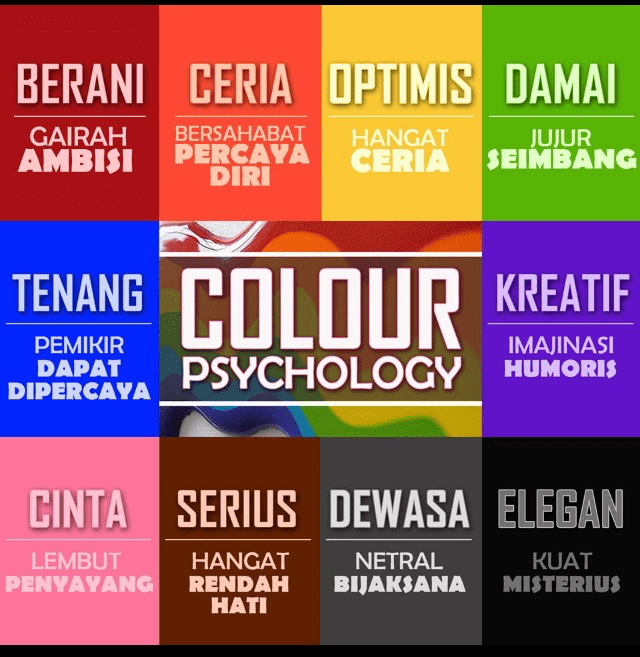 BERANI
GAIRAH
AMBISI
CERIA
BERSAHABAT
PERCAYA
DIRI
OPTIMIS
HANGAT
CERIA
DAMAI
JUJUR
SEIMBANG
TENANG
PEMIKIR
DAPAT
DIPERCAYA
COLOUR
PSYCHOLOGY
KREATIF
IMAJINASI
HUMORIS
CINTA
LEMBUT
PENYAYANG
SERIUS
HANGAT
RENDAH
HATI
DEWASA
NETRAL
BIJAKSANA
ELEGAN
KUAT
MISTERIUS